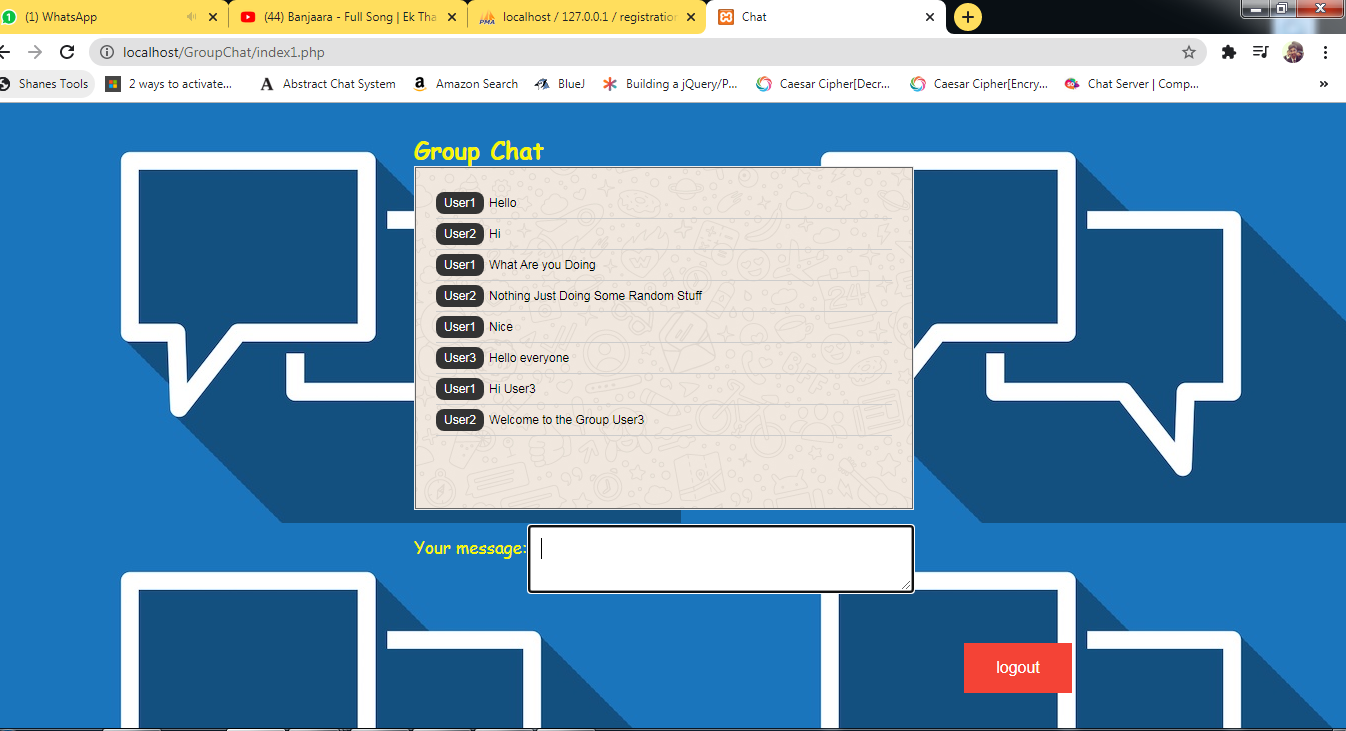 (1) WhatsApp
(44) Banjaara - Full Song | Ek Tha
localhost / 127.0.0.1 / registration
Chat
localhost/GroupChat/index1.php
Shanes Tools
2 ways to activate...
Abstract Chat System
Amazon Search
BlueJ
Building a jQuery/P...
Caesar Cipher[Decr...
Caesar Cipher[Encry...
Chat Server | Comp...
»
Group Chat
User1 Hello
User2 Hi
User1 What Are you Doing
User2 Nothing Just Doing Some Random Stuff
User1 Nice
User3 Hello everyone
User1 Hi User3
User2 Welcome to the Group User3
Your message:
logout